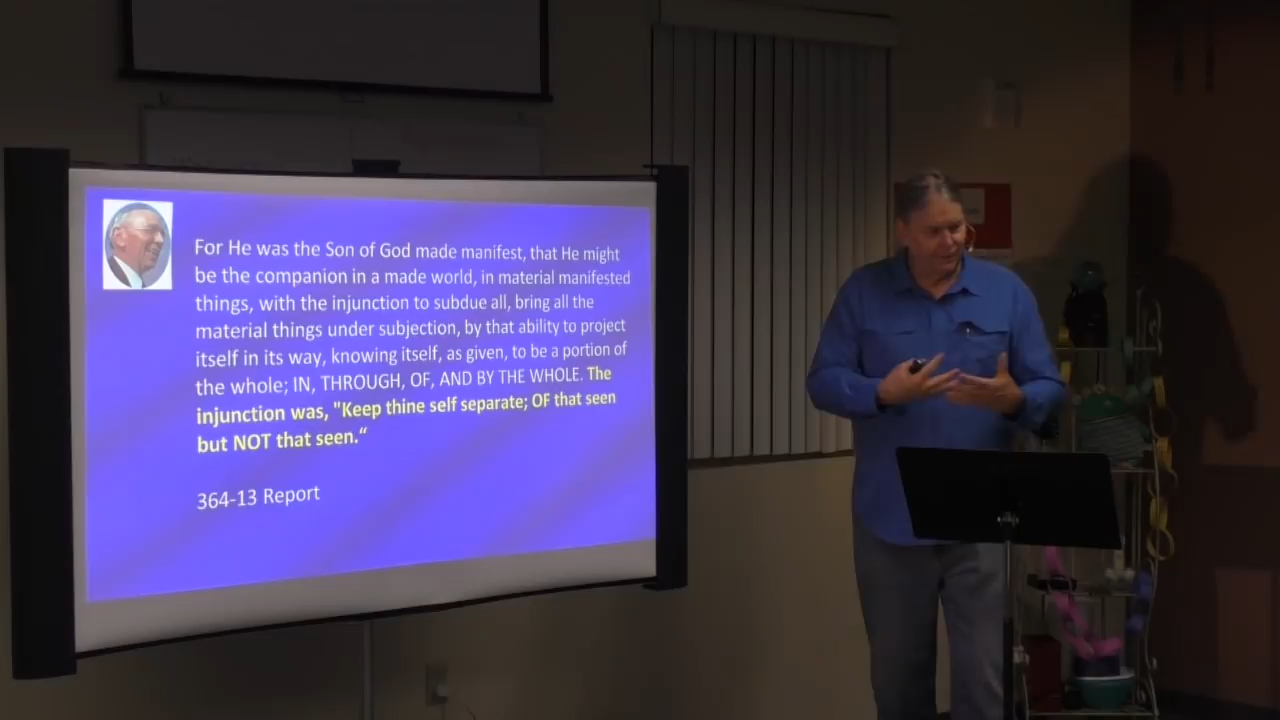 For He was the Son of God made manifest, that He might
be the companion in a made world, in material manifested
things, with the injunction to subdue all, bring all the
material things under subjection, by that ability to project
itself in its way, knowing itself, as given, to be a portion of
the whole; IN, THROUGH, OF, AND BY THE WHOLE. The
injunction was, "Keep thine self separate; OF that seen
but NOT that seen.“
364-13 Report